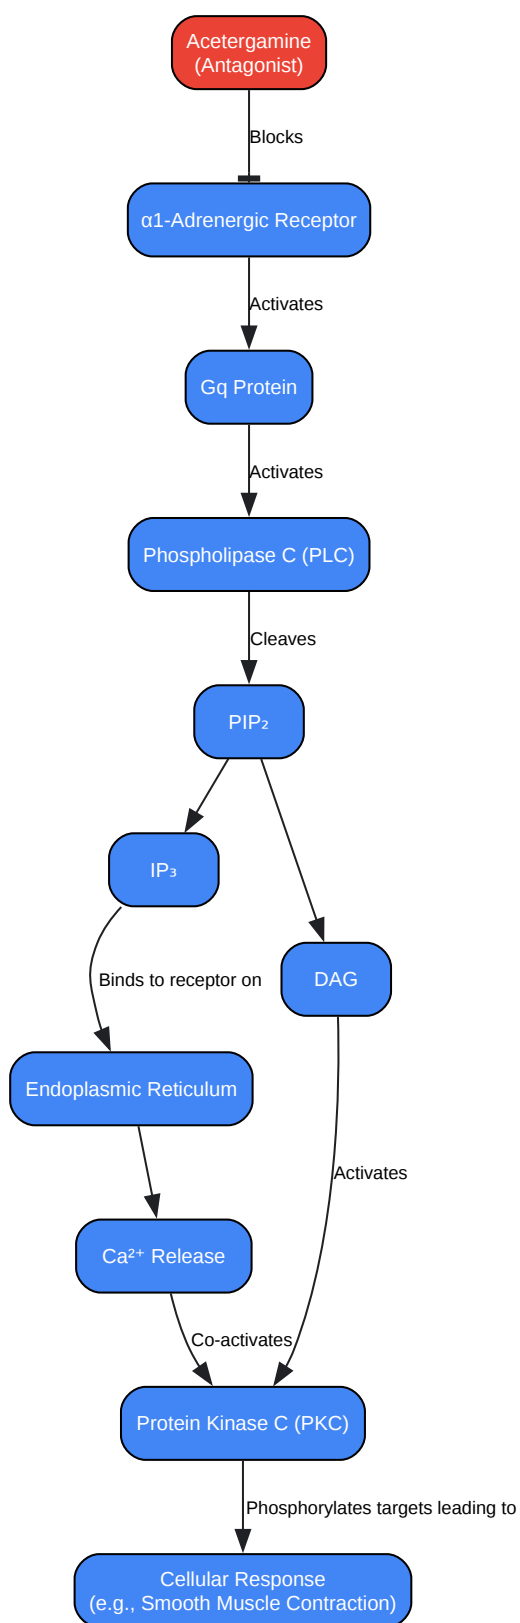 Acetergamine
(Antagonist)
Blocks
α1-Adrenergic Receptor
Activates
Gq Protein
Activates
Phospholipase C (PLC)
Cleaves
PIP₂
IP₃
Binds to receptor on
DAG
Endoplasmic Reticulum
Activates
Ca²⁺ Release
Co-activates
Protein Kinase C (PKC)
Phosphorylates targets leading to
Cellular Response
(e.g., Smooth Muscle Contraction)